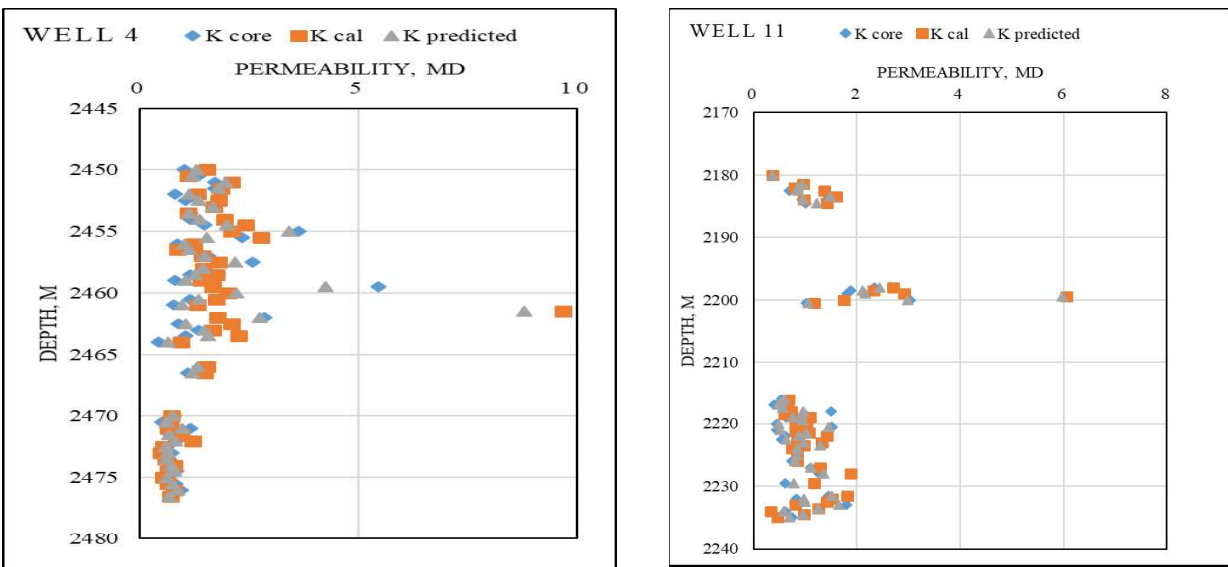 WELL 4 K core K cal K predicted
PERMEABILITY, MD
0 5 10
DEPTH, M
2445
2450
2455
2460
2465
2470
2475
2480
WELL 11 K core K cal K predicted
PERMEABILITY, MD
0 2 4 6 8
DEPTH, M
2170
2180
2190
2200
2210
2220
2230
2240